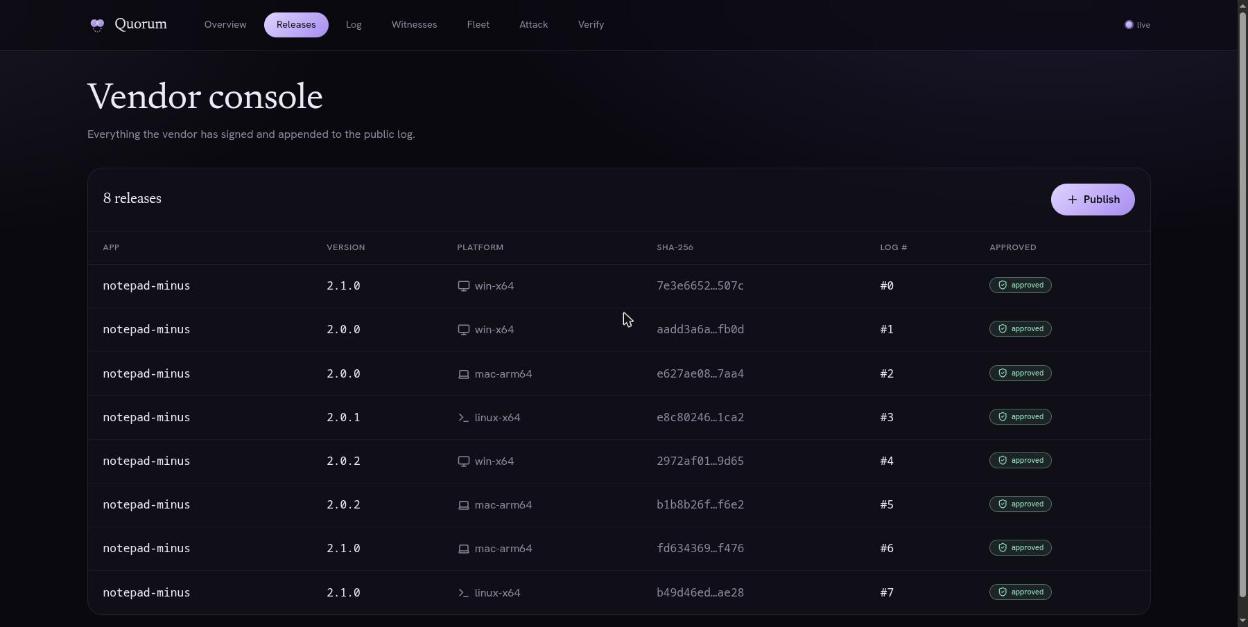 Quorum Overview Releases Log Witnesses Fleet Attack Verify live
Vendor console
Everything the vendor has signed and appended to the public log.
8 releases + Publish
APP VERSION PLATFORM SHA-256 LOG # APPROVED
notepad-minus 2.1.0 win-x64 7e3e6652…507c #0 approved
notepad-minus 2.0.0 win-x64 aadd3a6a…fb0d #1 approved
notepad-minus 2.0.0 mac-arm64 e627ae08…7aa4 #2 approved
notepad-minus 2.0.1 linux-x64 e8c80246…1ca2 #3 approved
notepad-minus 2.0.2 win-x64 2972af01…9d65 #4 approved
notepad-minus 2.0.2 mac-arm64 b1b8b26f…f6e2 #5 approved
notepad-minus 2.1.0 mac-arm64 fd634369…f476 #6 approved
notepad-minus 2.1.0 linux-x64 b49d46ed…ae28 #7 approved